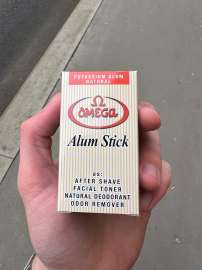 POTASSIUM ALUM
NATURAL
Ω
OMEGA
Alum Stick
as:
AFTER SHAVE
FACIAL TONER
NATURAL DEODORANT
ODOR REMOVER